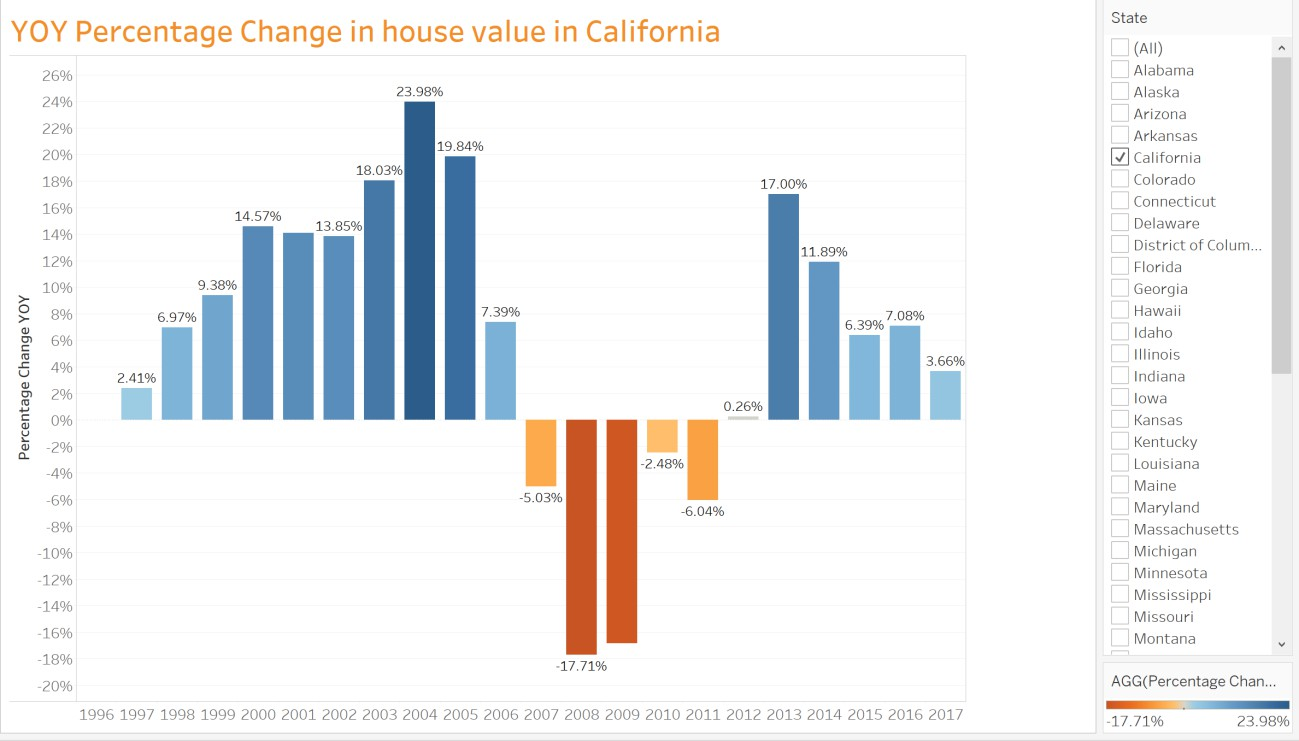 YOY Percentage Change in house value in California
Percentage Change YOY
26%
24%
22%
20%
18%
16%
14%
12%
10%
8%
6%
4%
2%
0%
-2%
-4%
-6%
-8%
-10%
-12%
-14%
-16%
-18%
-20%
2.41%
6.97%
9.38%
14.57%
13.85%
18.03%
23.98%
19.84%
7.39%
-5.03%
-17.71%
-2.48%
-6.04%
0.26%
17.00%
11.89%
6.39%
7.08%
3.66%
1996 1997 1998 1999 2000 2001 2002 2003 2004 2005 2006 2007 2008 2009 2010 2011 2012 2013 2014 2015 2016 2017
State
(All)
Alabama
Alaska
Arizona
Arkansas
California
Colorado
Connecticut
Delaware
District of Colum...
Florida
Georgia
Hawaii
Idaho
Illinois
Indiana
Iowa
Kansas
Kentucky
Louisiana
Maine
Maryland
Massachusetts
Michigan
Minnesota
Mississippi
Missouri
Montana
AGG(Percentage Chan...
-17.71% 23.98%